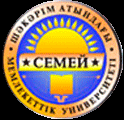 ШӘКӘРІМ АТЫНДАҒЫ
СЕМЕЙ
МЕМЛЕКЕТТІК УНИВЕРСИТЕТІ